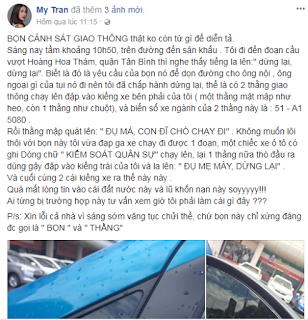 My Tran đã thêm 3 ảnh mới.
Hôm qua lúc 11:15 ·
BỌN CẢNH SÁT GIAO THÔNG thật ko còn từ gì để diễn tả.
Sáng nay tầm khoảng 10h50, trên đường đến sân khấu . Tôi đi đến đoạn cầu
vượt Hoàng Hoa Thám, quận Tân Bình thì nghe thấy tiếng la lên:" dừng lại,
dừng lại". Biết là đó là yêu cầu của bọn nó để dọn đường cho ông nội , ông
ngoại gì của tụi nó đi nên tôi đã chấp hành dừng lại, thế là có 2 thằng giao
thông chạy lên đập vào kiếng xe bên phải của tôi ( một thằng mặt mập như
heo, còn 1 thằng như chuột), và biển số xe ngành của 2 thằng này là : 51 - A1
5080 .
Rồi thằng mập quát lên: " ĐỤ MÁ, CON ĐĨ CHÓ CHẠY ĐI" . Không muốn lôi
thôi với bọn này tôi vừa đạp ga xe chạy đi được 1 đoạn, một chiếc xe ô tô có
ghi Dòng chữ " KIỂM SOÁT QUÂN SỰ" chạy lên, lại 1 thằng nữa thò đầu ra
dùng gậy đập vào kiếng trái của tôi và la lên: " ĐỤ MẸ MÀY, DỪNG LẠI" .
Và cuối cùng 2 cái kiếng xe ra thế này này .
Quá mất lòng tin vào cái đất nước này và lũ khốn nạn này soyyyyy!!!!
Ai từng bị trường hợp này tư vấn xem giờ tôi phải làm cái gì đây ???
P/s: Xin lỗi cả nhà vì sáng sớm văng tục chửi thề, chứ bọn này chỉ xứng đáng
đc gọi là " BỌN " và " THẰNG"